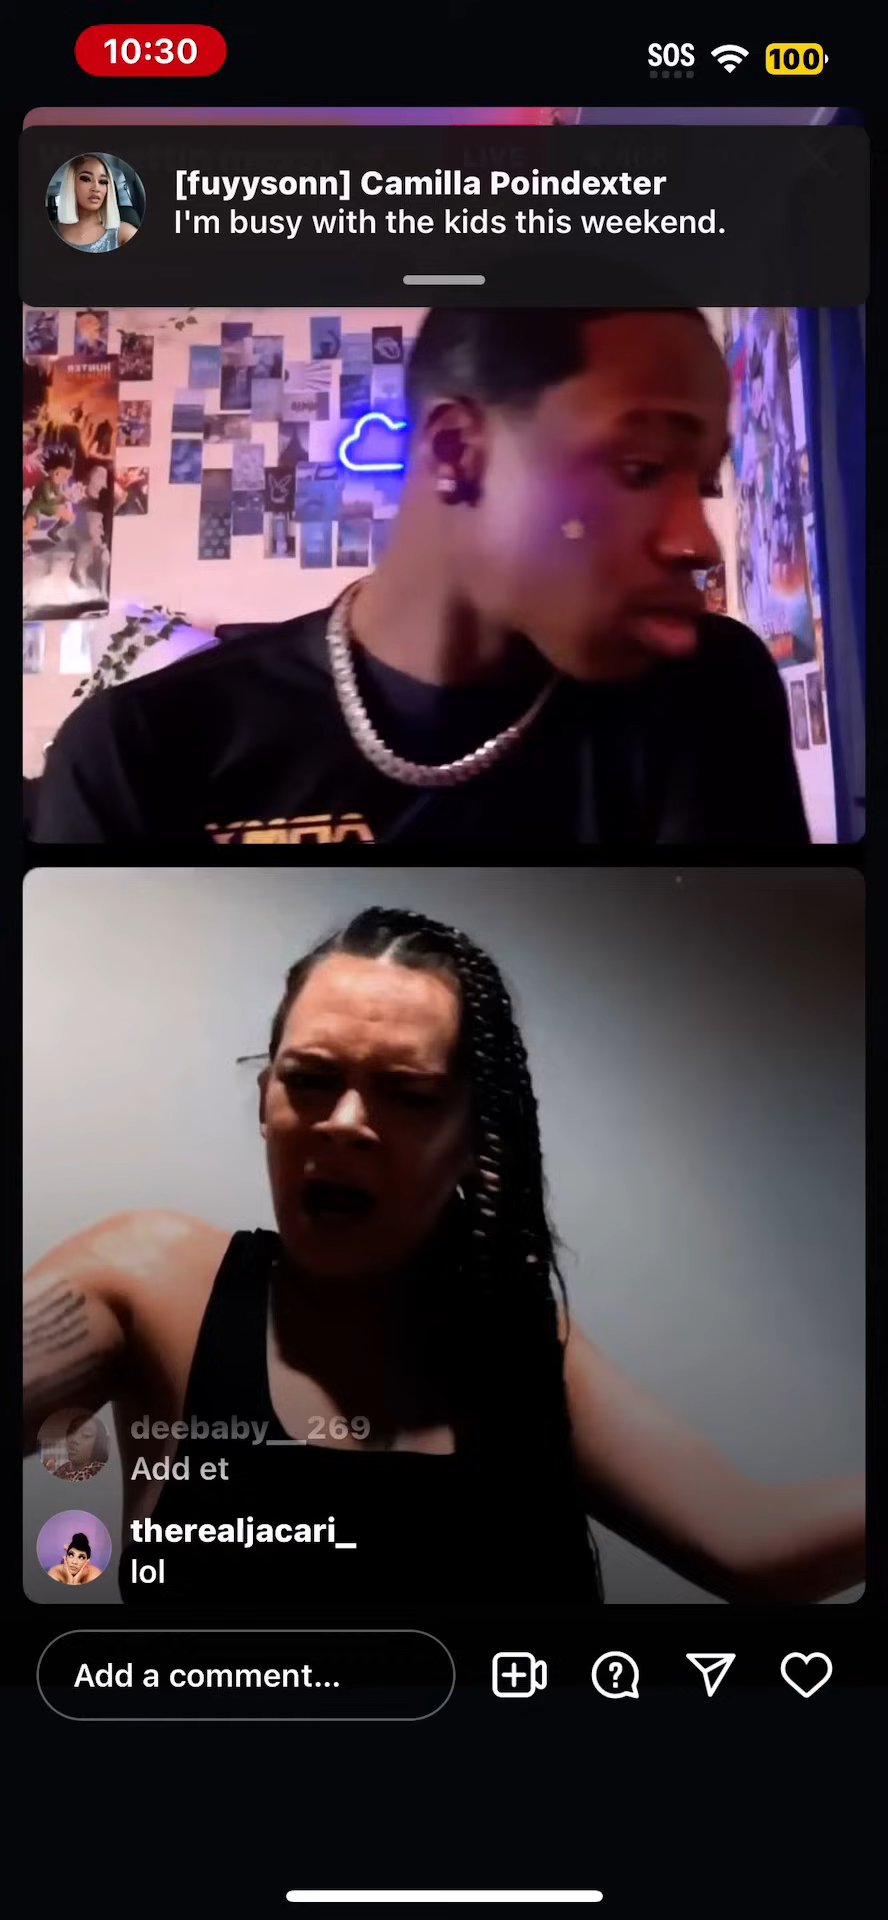 10:30
SOS
100
LIVE
[fuyysonn] Camilla Poindexter
I'm busy with the kids this weekend.
deebaby__269
Add et
therealjacari_
lol
Add a comment...